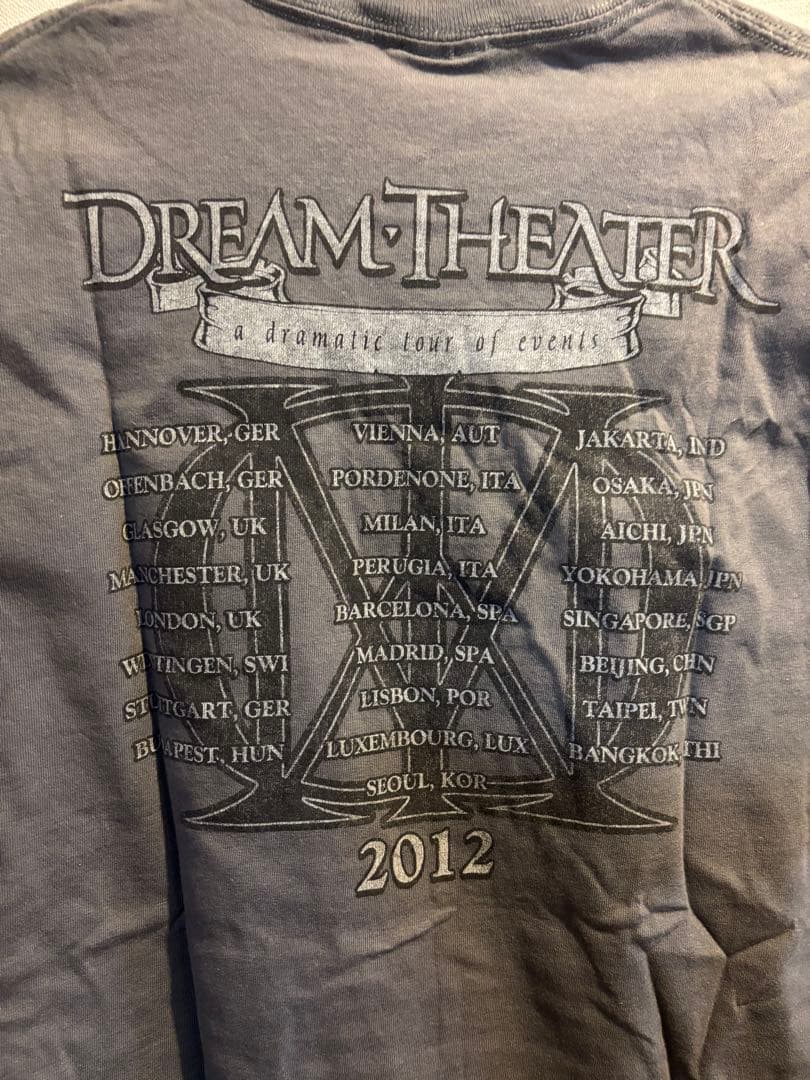 DREAM·THEATER
a dramatic tour of events
HANNOVER, GER
OFFENBACH, GER
GLASGOW, UK
MANCHESTER, UK
LONDON, UK
STUTTGART, GER
BUDAPEST, HUN
VIENNA, AUT
PORDENONE, ITA
MILAN, ITA
PERUGIA, ITA
BARCELONA, SPA
MADRID, SPA
LISBON, POR
LUXEMBOURG, LUX
SEOUL, KOR
JAKARTA, IND
OSAKA, JPN
AICHI, JPN
YOKOHAMA, JPN
SINGAPORE, SGP
BEIJING, CHN
TAIPEI, TWN
BANGKOK THI
2012